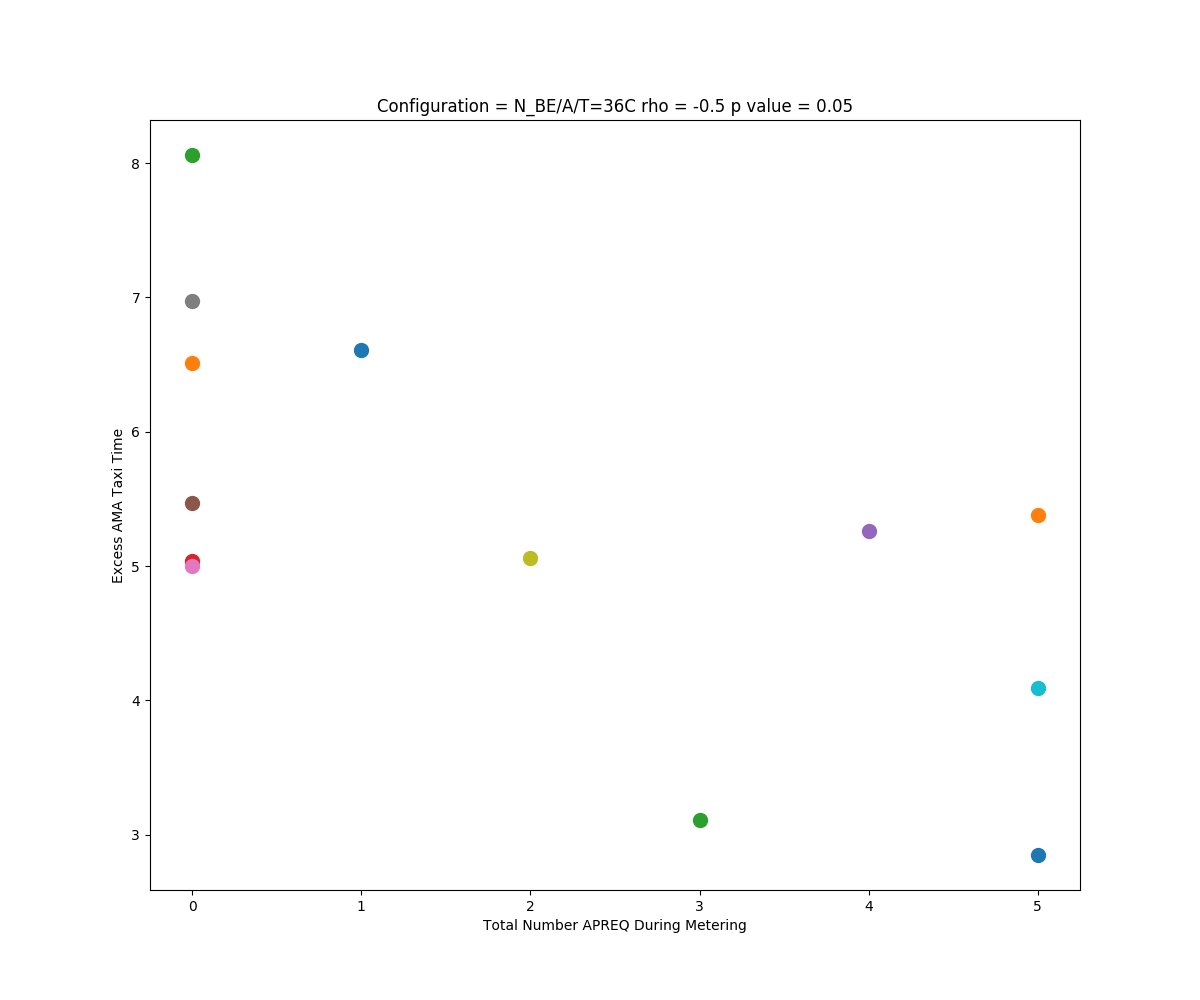 Configuration = N_BE/A/T=36C rho = -0.5 p value = 0.05
8
7
6
5
4
3
Excess AMA Taxi Time
0 1 2 3 4 5
Total Number APREQ During Metering